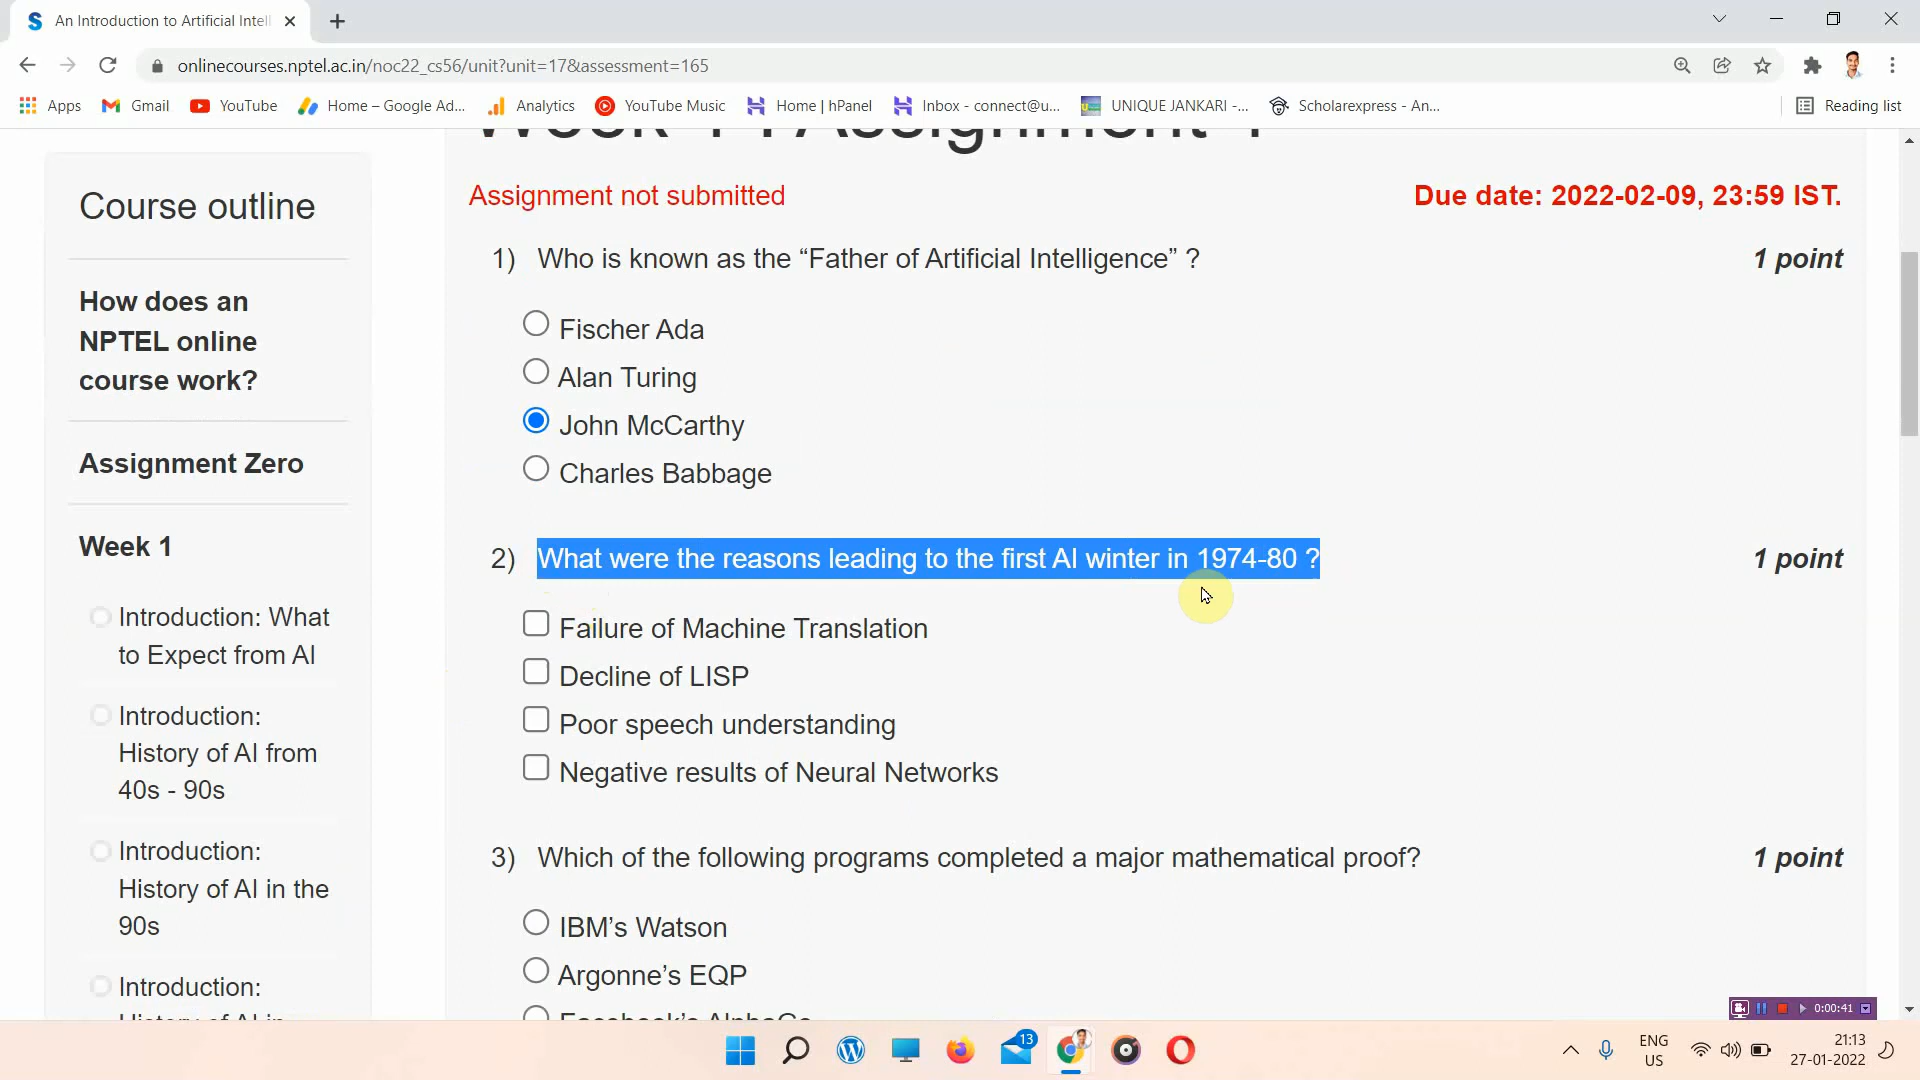 An Introduction to Artificial Intel
onlinecourses.nptel.ac.in/noc22_cs56/unit?unit=17&assessment=165
Apps Gmail YouTube Home – Google Ad... Analytics YouTube Music Home | hPanel Inbox - connect@u... UNIQUE JANKARI -... Scholarexpress - An... Reading list
Course outline
How does an
NPTEL online
course work?
Assignment Zero
Week 1
Introduction: What
to Expect from AI
Introduction:
History of AI from
40s - 90s
Introduction:
History of AI in the
90s
Introduction:
History of AI in
Assignment not submitted Due date: 2022-02-09, 23:59 IST.
1) Who is known as the “Father of Artificial Intelligence” ? 1 point
Fischer Ada
Alan Turing
John McCarthy
Charles Babbage
2) What were the reasons leading to the first AI winter in 1974-80 ? 1 point
Failure of Machine Translation
Decline of LISP
Poor speech understanding
Negative results of Neural Networks
3) Which of the following programs completed a major mathematical proof? 1 point
IBM’s Watson
Argonne’s EQP
Facebook’s AlphaGo
0:00:41
13
ENG
US
21:13
27-01-2022